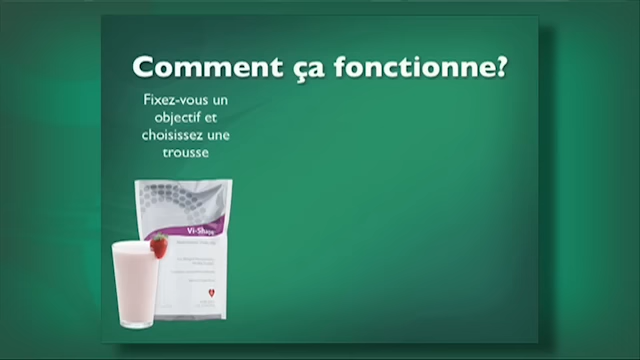 Comment ça fonctionne?
Fixez-vous un
objectif et
choisissez une
trousse
Vi-Shape